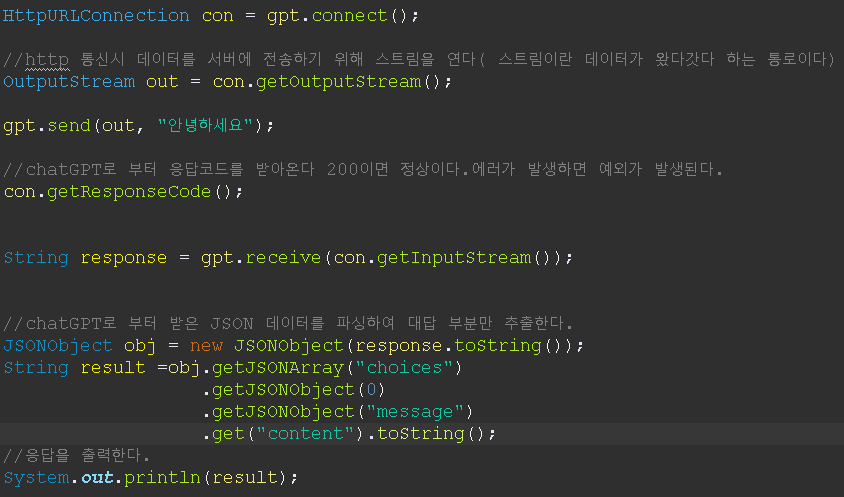 HttpURLConnection con = gpt.connect();
//http 통신시 데이터를 서버에 전송하기 위해 스트림을 연다( 스트림이란 데이터가 왔다갔다 하는 통로이다)
OutputStream out = con.getOutputStream();
gpt.send(out, "안녕하세요");
//chatGPT로 부터 응답코드를 받아온다 200이면 정상이다.에러가 발생하면 예외가 발생된다.
con.getResponseCode();
String response = gpt.receive(con.getInputStream());
//chatGPT로 부터 받은 JSON 데이터를 파싱하여 대답 부분만 추출한다.
JSONObject obj = new JSONObject(response.toString());
String result =obj.getJSONArray("choices")
.getJSONObject(0)
.getJSONObject("message")
.get("content").toString();
//응답을 출력한다.
System.out.println(result);